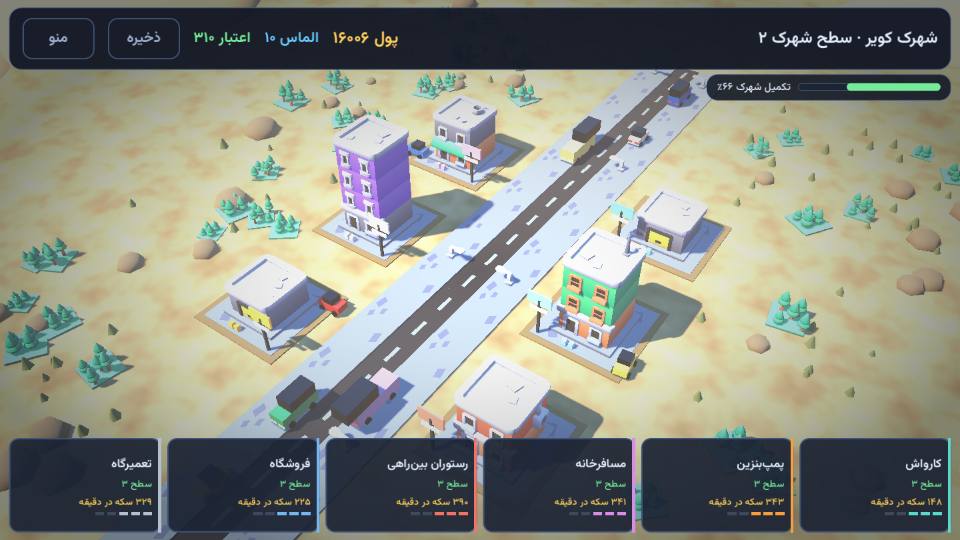 شهرک کویر · سطح شهرک ۲
پول ۱۶۰۰۶
الماس ۱۰
اعتبار ۳۱۰
ذخیره
منو
تکمیل شهرک ۶۶٪
کارواش
سطح ۳
۱۴۸ سکه در دقیقه
پمپ‌بنزین
سطح ۳
۳۴۳ سکه در دقیقه
مسافرخانه
سطح ۳
۳۴۱ سکه در دقیقه
رستوران بین‌راهی
سطح ۳
۳۹۰ سکه در دقیقه
فروشگاه
سطح ۳
۲۲۵ سکه در دقیقه
تعمیرگاه
سطح ۳
۳۲۹ سکه در دقیقه